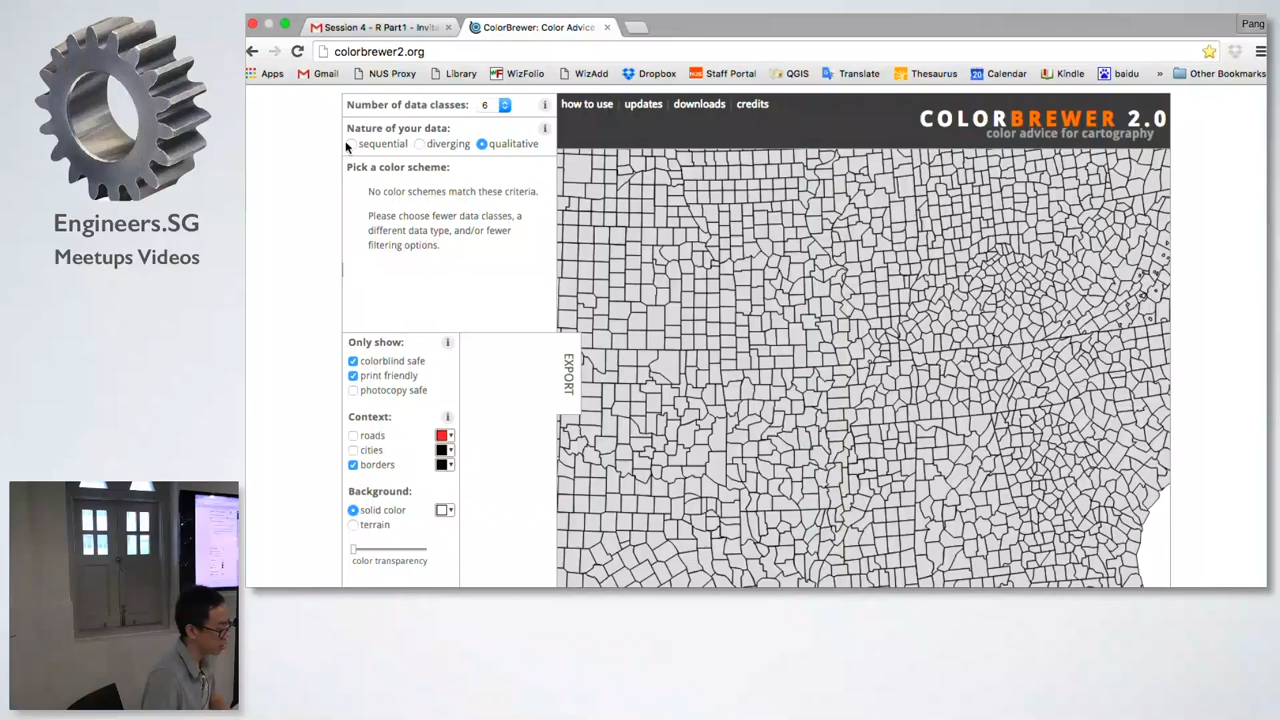 Engineers.SG
Meetups Videos
Session 4 - R Part1 - Invite
ColorBrewer: Color Advice
Pang
colorbrewer2.org
Apps
Gmail
NUS Proxy
Library
WizFolio
WizAdd
Dropbox
Staff Portal
QGIS
Translate
Thesaurus
20 Calendar
Kindle
baidu
»
Other Bookmarks
Number of data classes: 6
how to use | updates | downloads | credits
COLORBREWER 2.0
color advice for cartography
Nature of your data:
sequential diverging qualitative
Pick a color scheme:
No color schemes match these criteria.
Please choose fewer data classes, a
different data type, and/or fewer
filtering options.
Only show:
colorblind safe
print friendly
photocopy safe
EXPORT
Context:
roads
cities
borders
Background:
solid color
terrain
color transparency